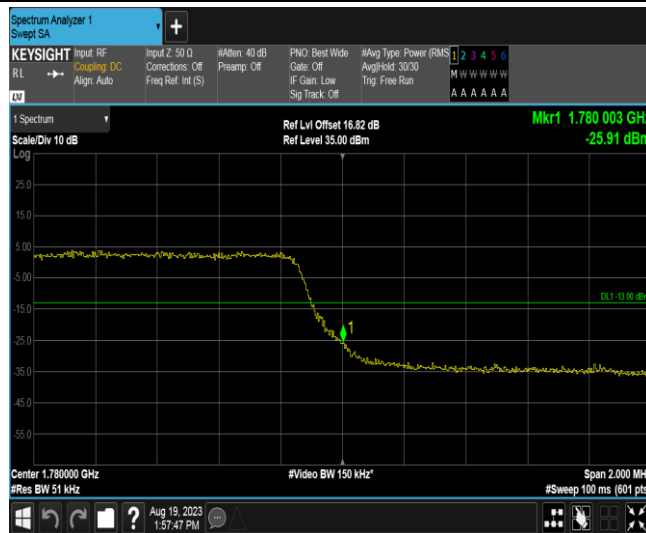 Spectrum Analyzer 1
Swept SA
KEYSIGHT
RL
LXI
Input: RF
Coupling: DC
Align: Auto
Input Z: 50 Ω
Corrections: Off
Freq Ref: Int (S)
#Atten: 40 dB
Preamp: Off
PNO: Best Wide
Gate: Off
IF Gain: Low
Sig Track: Off
#Avg Type: Power (RMS
Avg|Hold: 30/30
Trig: Free Run
1 2 3 4 5 6
M W W W W W
A A A A A A
1 Spectrum
Scale/Div 10 dB
Log
Ref Lvl Offset 16.82 dB
Ref Level 35.00 dBm
Mkr1 1.780 003 GHz
-25.91 dBm
25.0
15.0
5.00
-5.00
-15.0
-25.0
-35.0
-45.0
-55.0
DL1 -13.00 dBm
1
Center 1.780000 GHz
#Res BW 51 kHz
#Video BW 150 kHz*
Span 2.000 MH
#Sweep 100 ms (601 pts
?
Aug 19, 2023
1:57:47 PM